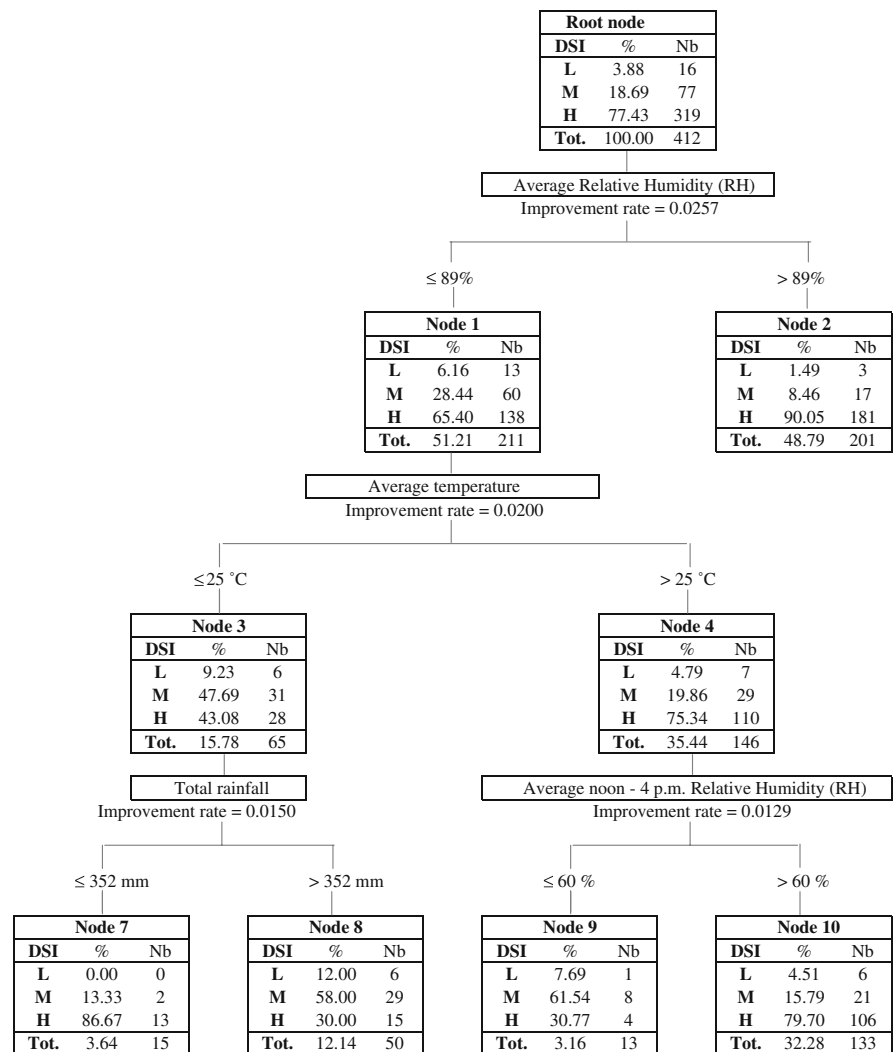 Root node
DSI % Nb
L 3.88 16
M 18.69 77
H 77.43 319
Tot. 100.00 412
Average Relative Humidity (RH)
Improvement rate = 0.0257
≤ 89%
> 89%
Node 1
DSI % Nb
L 6.16 13
M 28.44 60
H 65.40 138
Tot. 51.21 211
Node 2
DSI % Nb
L 1.49 3
M 8.46 17
H 90.05 181
Tot. 48.79 201
Average temperature
Improvement rate = 0.0200
≤25 ˚C
> 25 ˚C
Node 3
DSI % Nb
L 9.23 6
M 47.69 31
H 43.08 28
Tot. 15.78 65
Node 4
DSI % Nb
L 4.79 7
M 19.86 29
H 75.34 110
Tot. 35.44 146
Total rainfall
Improvement rate = 0.0150
Average noon - 4 p.m. Relative Humidity (RH)
Improvement rate = 0.0129
≤ 352 mm
> 352 mm
≤ 60 %
> 60 %
Node 7
DSI % Nb
L 0.00 0
M 13.33 2
H 86.67 13
Tot. 3.64 15
Node 8
DSI % Nb
L 12.00 6
M 58.00 29
H 30.00 15
Tot. 12.14 50
Node 9
DSI % Nb
L 7.69 1
M 61.54 8
H 30.77 4
Tot. 3.16 13
Node 10
DSI % Nb
L 4.51 6
M 15.79 21
H 79.70 106
Tot. 32.28 133